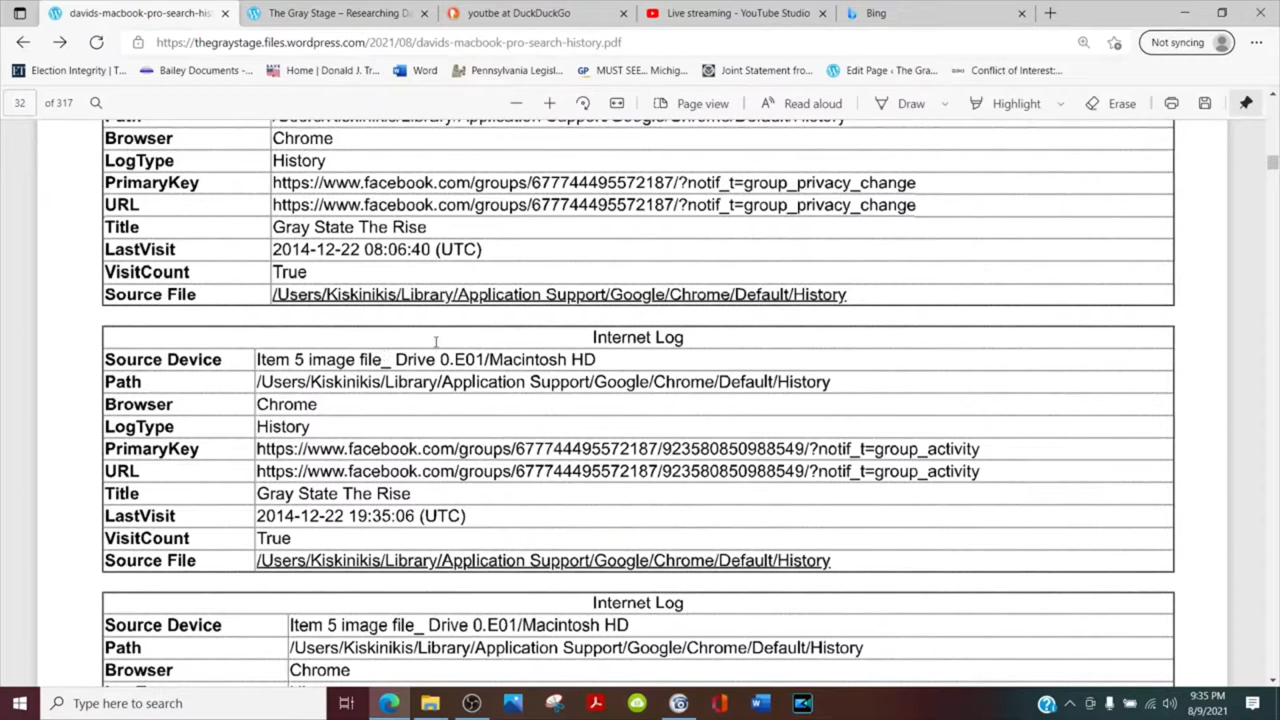 davids-macbook-pro-search-his
The Gray Stage – Researching Da
youtbe at DuckDuckGo
Live streaming - YouTube Studio
Bing
https://thegraystage.files.wordpress.com/2021/08/davids-macbook-pro-search-history.pdf
Not syncing
Election Integrity | T...
Bailey Documents -...
Home | Donald J. Tr...
Word
Pennsylvania Legisl...
GP MUST SEE... Michig...
Joint Statement fro...
Edit Page ‹ The Gra...
Conflict of Interest:...
32 of 317
Page view
Read aloud
Draw
Highlight
Erase
/Users/Kiskinikis/Library/Application Support/Google/Chrome/Default/History
Browser Chrome
LogType History
PrimaryKey https://www.facebook.com/groups/677744495572187/?notif_t=group_privacy_change
URL https://www.facebook.com/groups/677744495572187/?notif_t=group_privacy_change
Title Gray State The Rise
LastVisit 2014-12-22 08:06:40 (UTC)
VisitCount True
Source File /Users/Kiskinikis/Library/Application Support/Google/Chrome/Default/History
Internet Log
Source Device Item 5 image file_ Drive 0.E01/Macintosh HD
Path /Users/Kiskinikis/Library/Application Support/Google/Chrome/Default/History
Browser Chrome
LogType History
PrimaryKey https://www.facebook.com/groups/677744495572187/923580850988549/?notif_t=group_activity
URL https://www.facebook.com/groups/677744495572187/923580850988549/?notif_t=group_activity
Title Gray State The Rise
LastVisit 2014-12-22 19:35:06 (UTC)
VisitCount True
Source File /Users/Kiskinikis/Library/Application Support/Google/Chrome/Default/History
Internet Log
Source Device Item 5 image file_ Drive 0.E01/Macintosh HD
Path /Users/Kiskinikis/Library/Application Support/Google/Chrome/Default/History
Browser Chrome
Type here to search
9:35 PM
8/9/2021